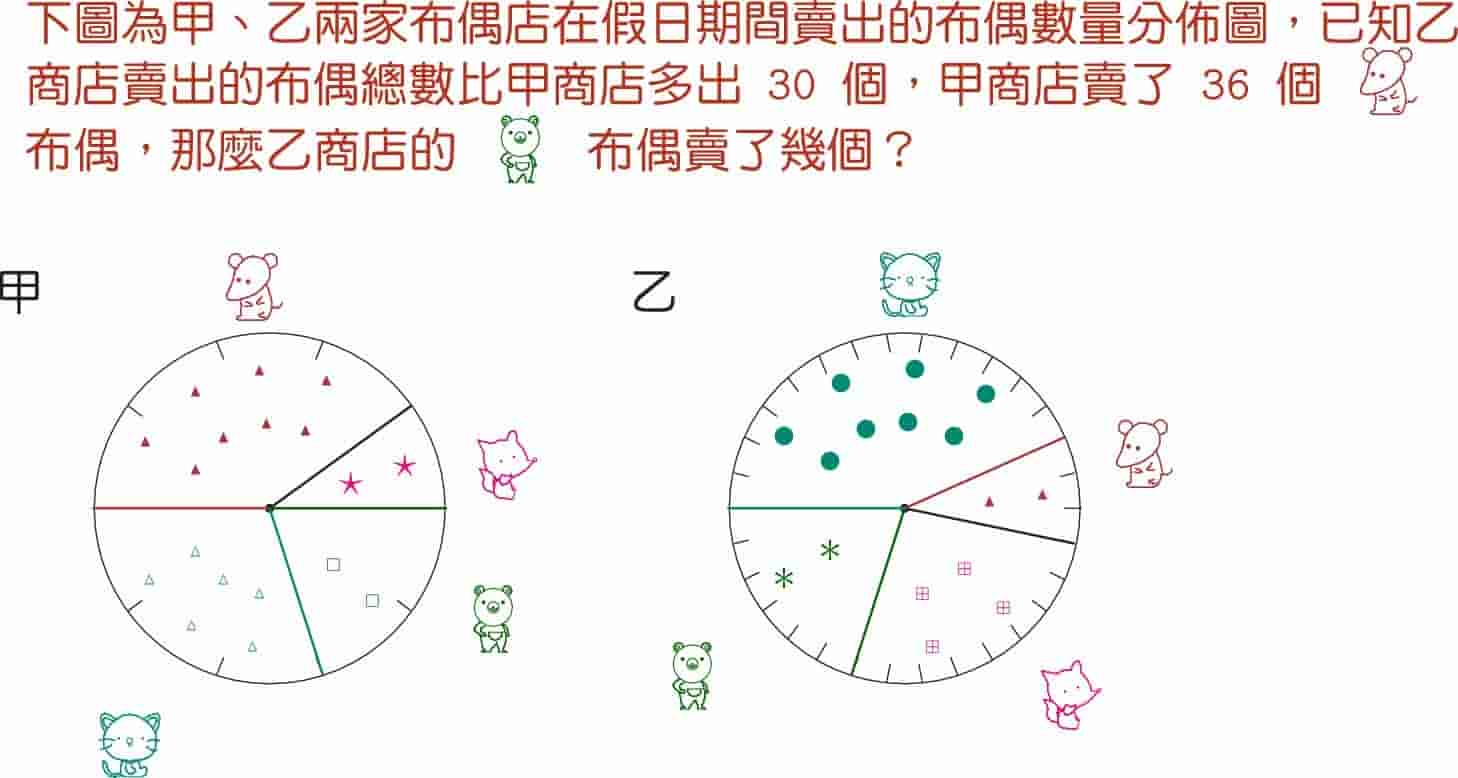 下圖為甲、乙兩家布偶店在假日期間賣出的布偶數量分佈圖，已知乙
商店賣出的布偶總數比甲商店多出 30 個，甲商店賣了 36 個
布偶，那麼乙商店的 布偶賣了幾個？
甲 乙